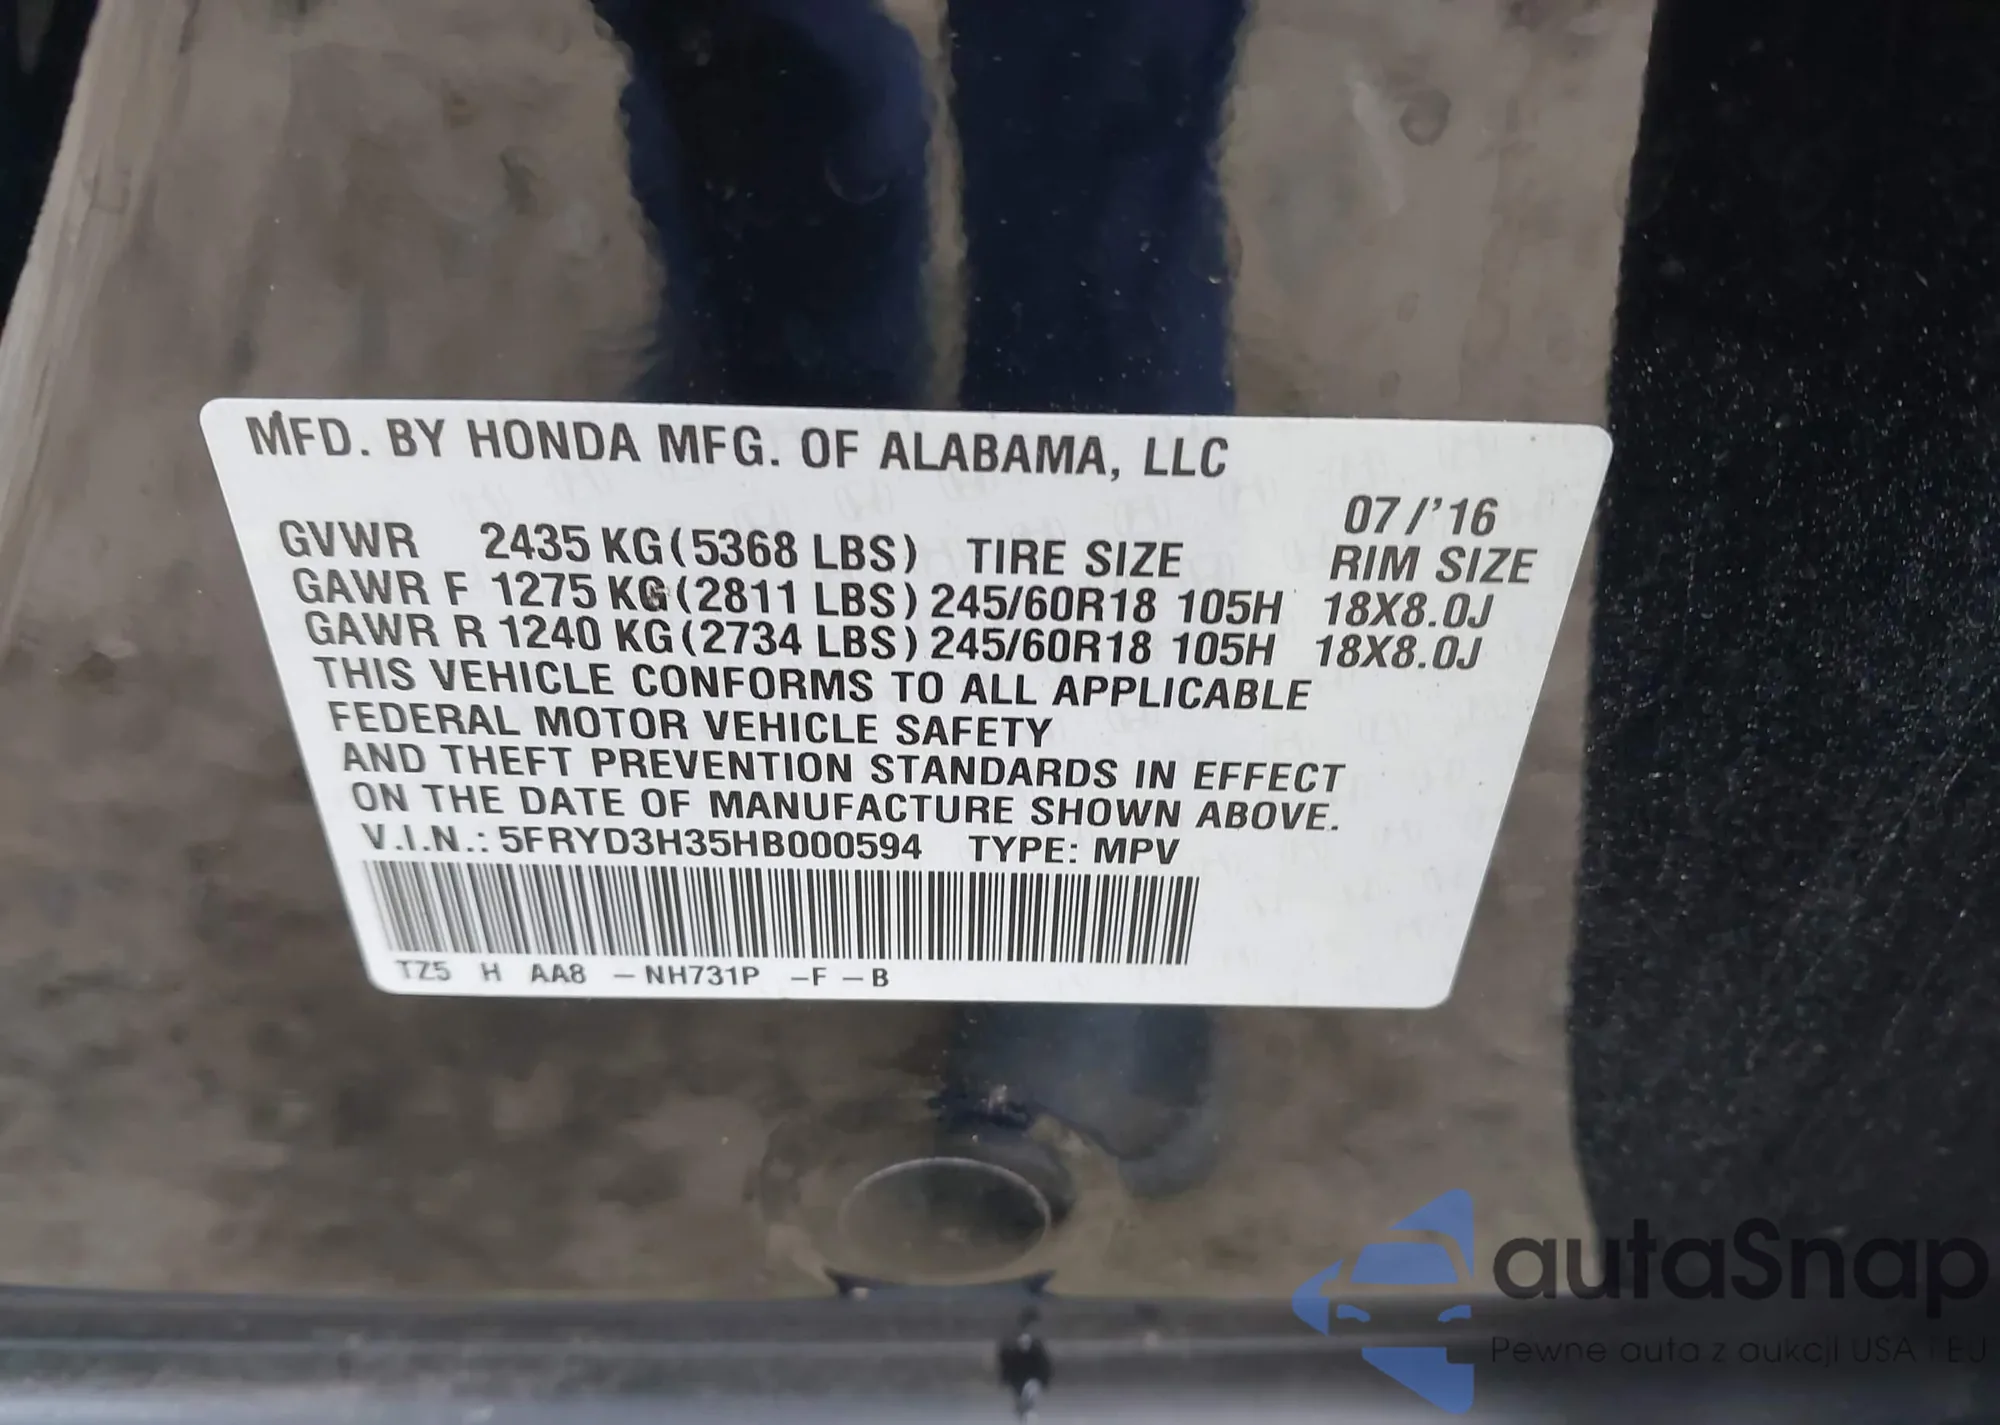 MFD. BY HONDA MFG. OF ALABAMA, LLC
07/'16
GVWR 2435 KG (5368 LBS) TIRE SIZE RIM SIZE
GAWR F 1275 KG (2811 LBS) 245/60R18 105H 18X8.0J
GAWR R 1240 KG (2734 LBS) 245/60R18 105H 18X8.0J
THIS VEHICLE CONFORMS TO ALL APPLICABLE
FEDERAL MOTOR VEHICLE SAFETY
AND THEFT PREVENTION STANDARDS IN EFFECT
ON THE DATE OF MANUFACTURE SHOWN ABOVE.
V.I.N.: 5FRYD3H35HB000594 TYPE: MPV
TZ5 H AA8 – NH731P – F – B
autaSnap
Pewne auta z aukcji USA i EU